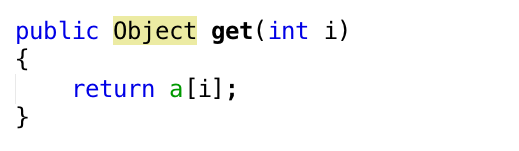 public Object get(int i)
{
    return a[i];
}